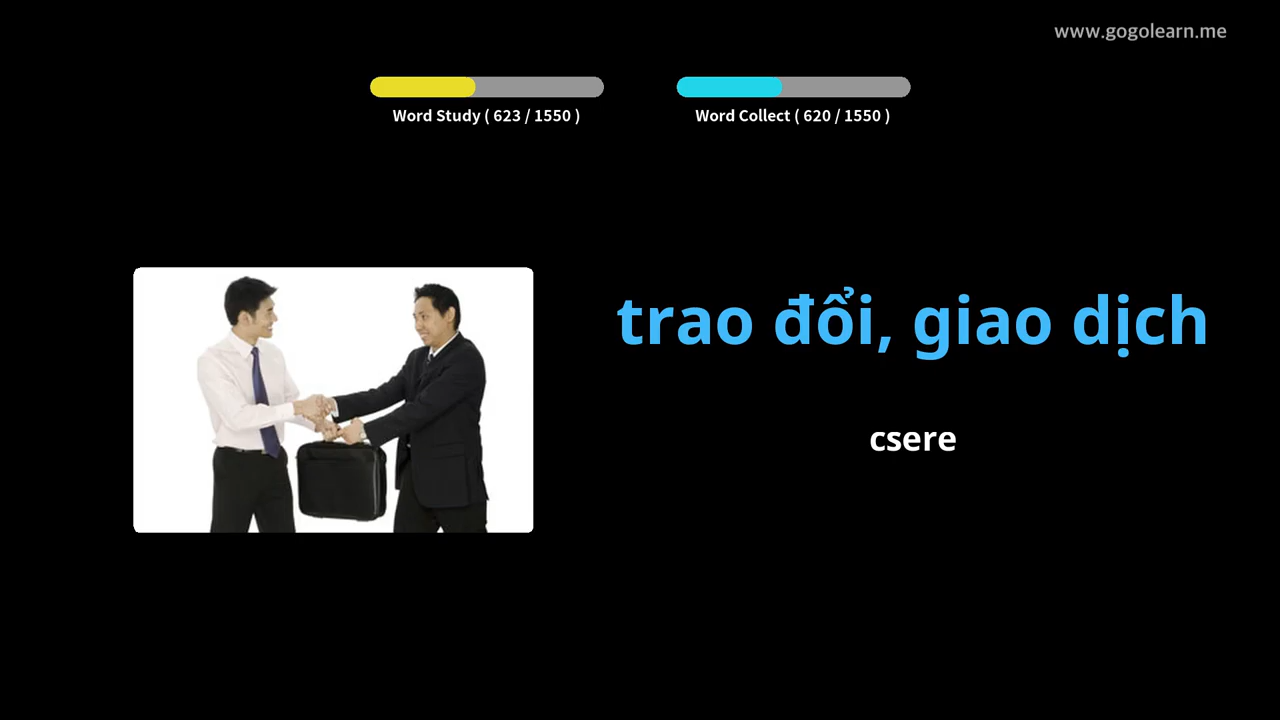 www.gogolearn.me
Word Study ( 623 / 1550 )
Word Collect ( 620 / 1550 )
trao đổi, giao dịch
csere